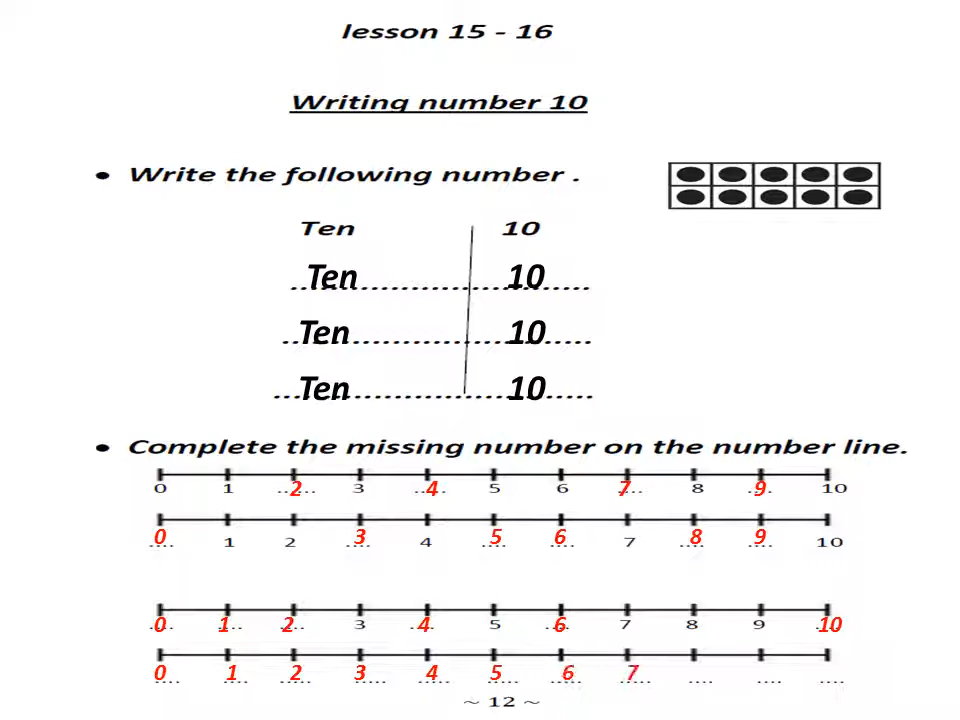 lesson 15 - 16
Writing number 10
• Write the following number .
Ten 10
Ten 10
Ten 10
Ten 10
• Complete the missing number on the number line.
0 1 2 3 4 5 6 7 8 9 10
0 1 2 3 4 5 6 7 8 9 10
0 1 2 3 4 5 6 7 8 9 10
0 1 2 3 4 5 6 7 .... .... ....
~ 12 ~